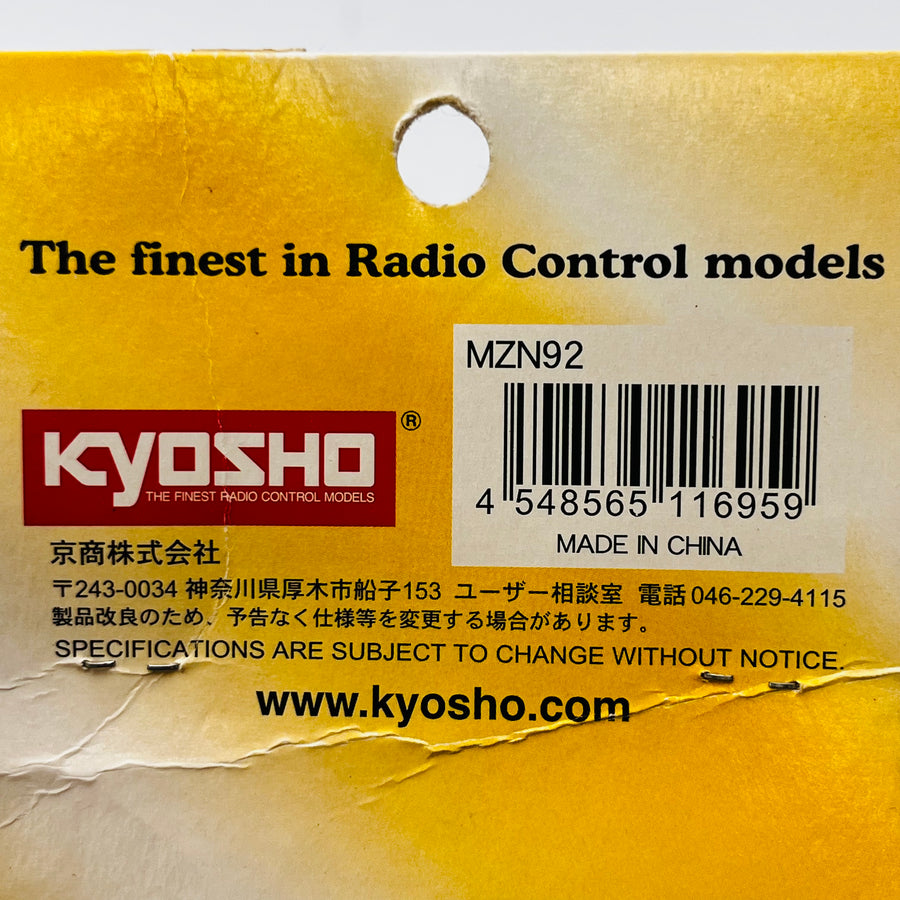 The finest in Radio Control models
MZN92
4 548565 116959
MADE IN CHINA
KYOSHO®
THE FINEST RADIO CONTROL MODELS
京商株式会社
〒243-0034 神奈川県厚木市船子153 ユーザー相談室 電話 046-229-4115
製品改良のため、予告なく仕様等を変更する場合があります。
SPECIFICATIONS ARE SUBJECT TO CHANGE WITHOUT NOTICE.
www.kyosho.com